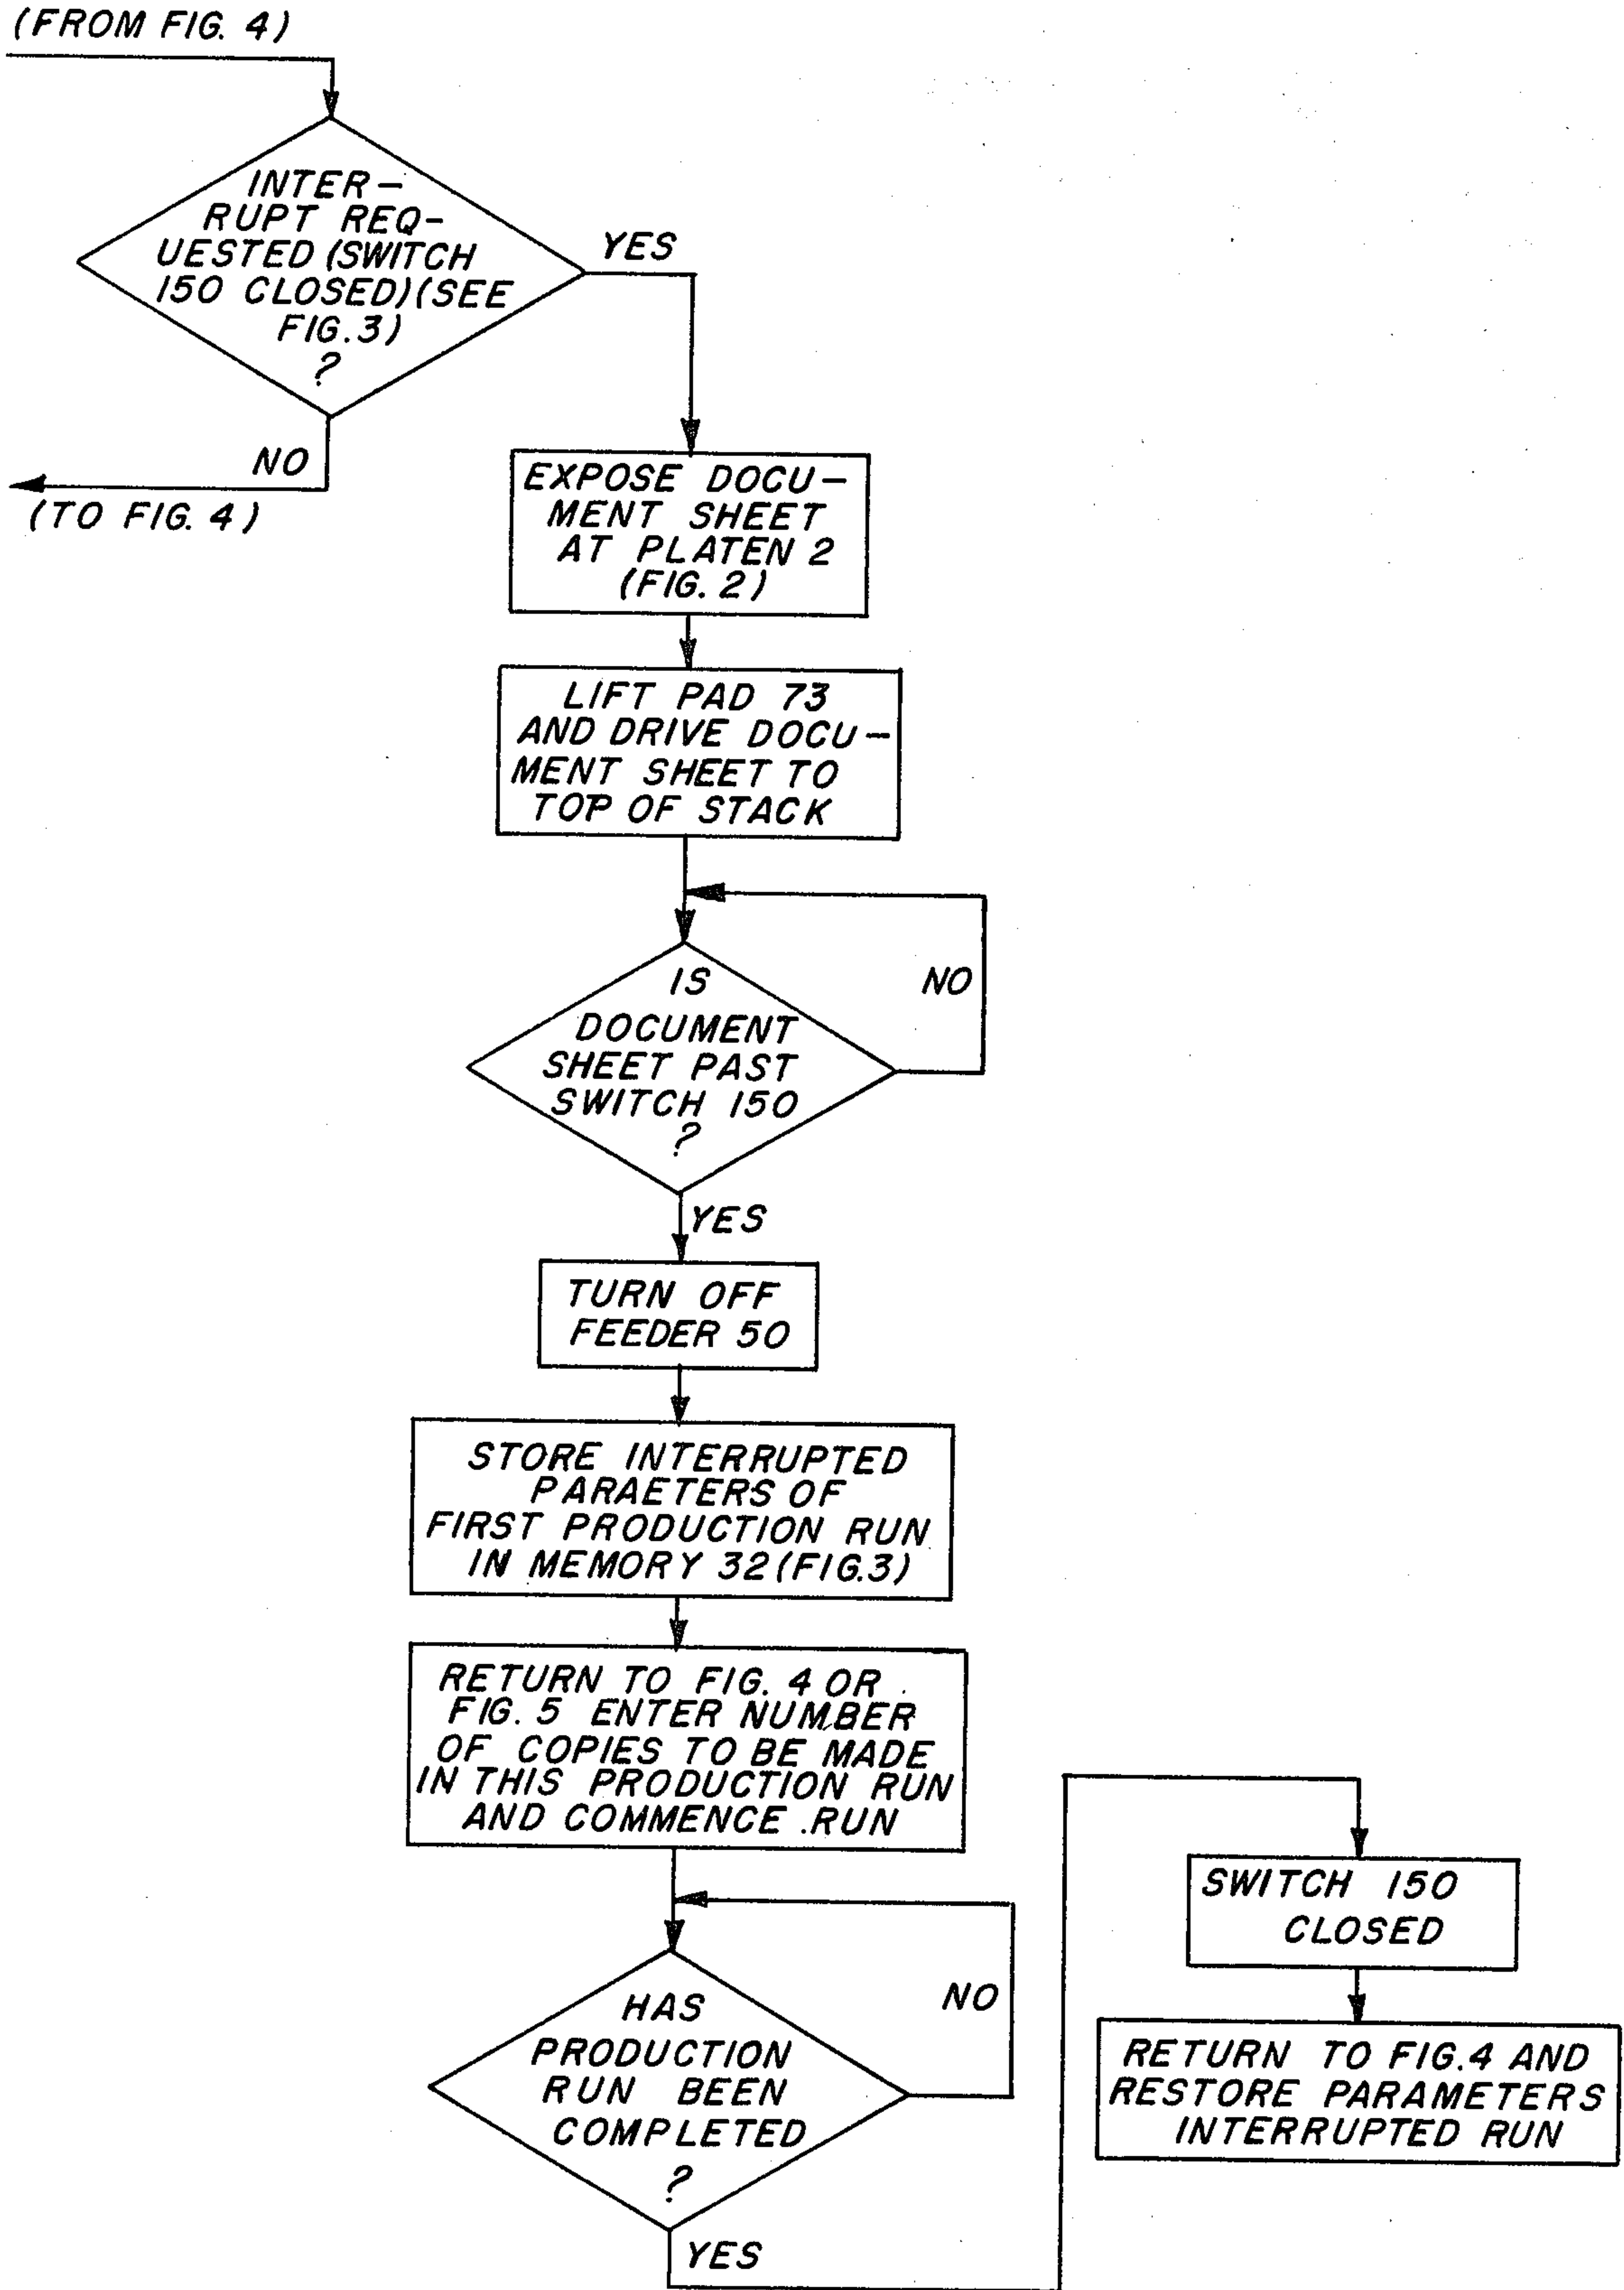 (FROM FIG. 4)
INTER-
RUPT REQ-
UESTED (SWITCH
150 CLOSED)(SEE
FIG.3)
?
YES
NO
(TO FIG. 4)
EXPOSE DOCU-
MENT SHEET
AT PLATEN 2
(FIG. 2)
LIFT PAD 73
AND DRIVE DOCU-
MENT SHEET TO
TOP OF STACK
IS
DOCUMENT
SHEET PAST
SWITCH 150
?
NO
YES
TURN OFF
FEEDER 50
STORE INTERRUPTED
PARAETERS OF
FIRST PRODUCTION RUN
IN MEMORY 32(FIG.3)
RETURN TO FIG. 4 OR
FIG. 5 ENTER NUMBER
OF COPIES TO BE MADE
IN THIS PRODUCTION RUN
AND COMMENCE RUN
HAS
PRODUCTION
RUN BEEN
COMPLETED
?
NO
YES
SWITCH 150
CLOSED
RETURN TO FIG.4 AND
RESTORE PARAMETERS
INTERRUPTED RUN